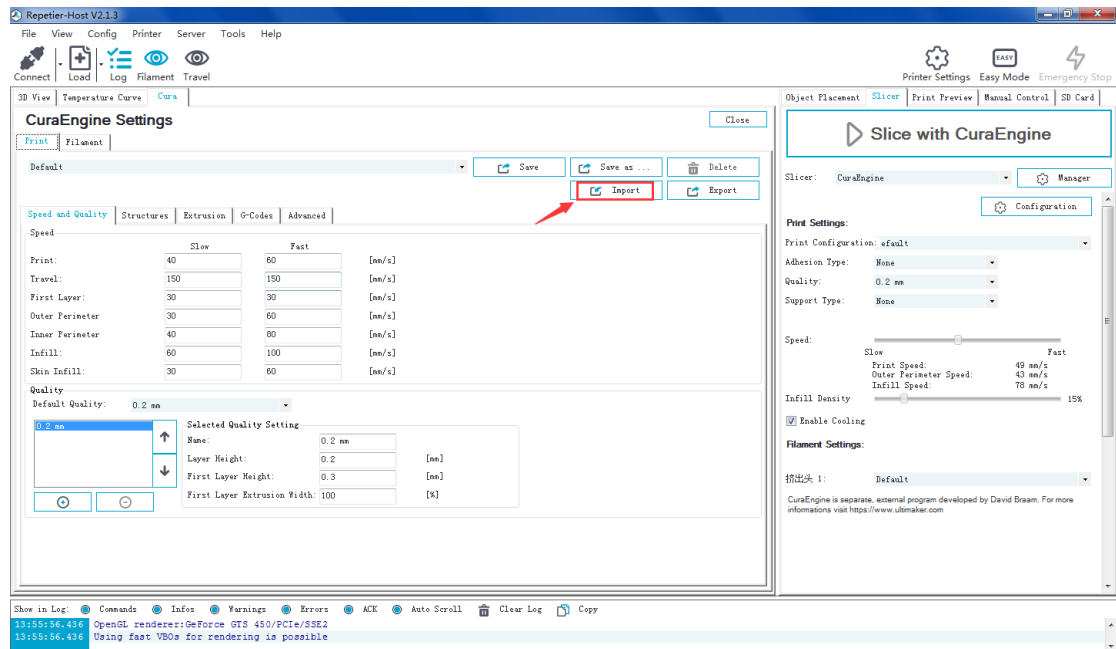 Repetier-Host V2.1.3
File View Config Printer Server Tools Help
Connect Load Log Filament Travel
Printer Settings EASY Easy Mode Emergency Stop
3D View Temperature Curve Cura
CuraEngine Settings
Close
Print Filament
Default
Save Save as ... Delete
Import Export
Speed and Quality Structures Extrusion G-Codes Advanced
Speed
Slow Fast
Print: 40 60 [mm/s]
Travel: 150 150 [mm/s]
First Layer: 30 30 [mm/s]
Outer Perimeter 30 60 [mm/s]
Inner Perimeter 40 80 [mm/s]
Infill: 60 100 [mm/s]
Skin Infill: 30 60 [mm/s]
Quality
Default Quality: 0.2 mm
0.2 mm
Selected Quality Setting
Name: 0.2 mm
Layer Height: 0.2 [mm]
First Layer Height: 0.3 [mm]
First Layer Extrusion Width: 100 [%]
Object Placement Slicer Print Preview Manual Control SD Card
Slice with CuraEngine
Slicer: CuraEngine Manager
Configuration
Print Settings:
Print Configuration: efault
Adhesion Type: None
Quality: 0.2 mm
Support Type: None
Speed:
Slow Fast
Print Speed: 49 mm/s
Outer Perimeter Speed: 43 mm/s
Infill Speed: 78 mm/s
Infill Density 15%
Enable Cooling
Filament Settings:
挤出头 1: Default
CuraEngine is separate, external program developed by David Braam. For more
informations visit https://www.ultimaker.com
Show in Log: Commands Infos Warnings Errors ACK Auto Scroll Clear Log Copy
13:55:56.436 OpenGL renderer:GeForce GTS 450/PCIe/SSE2
13:55:56.436 Using fast VBOs for rendering is possible